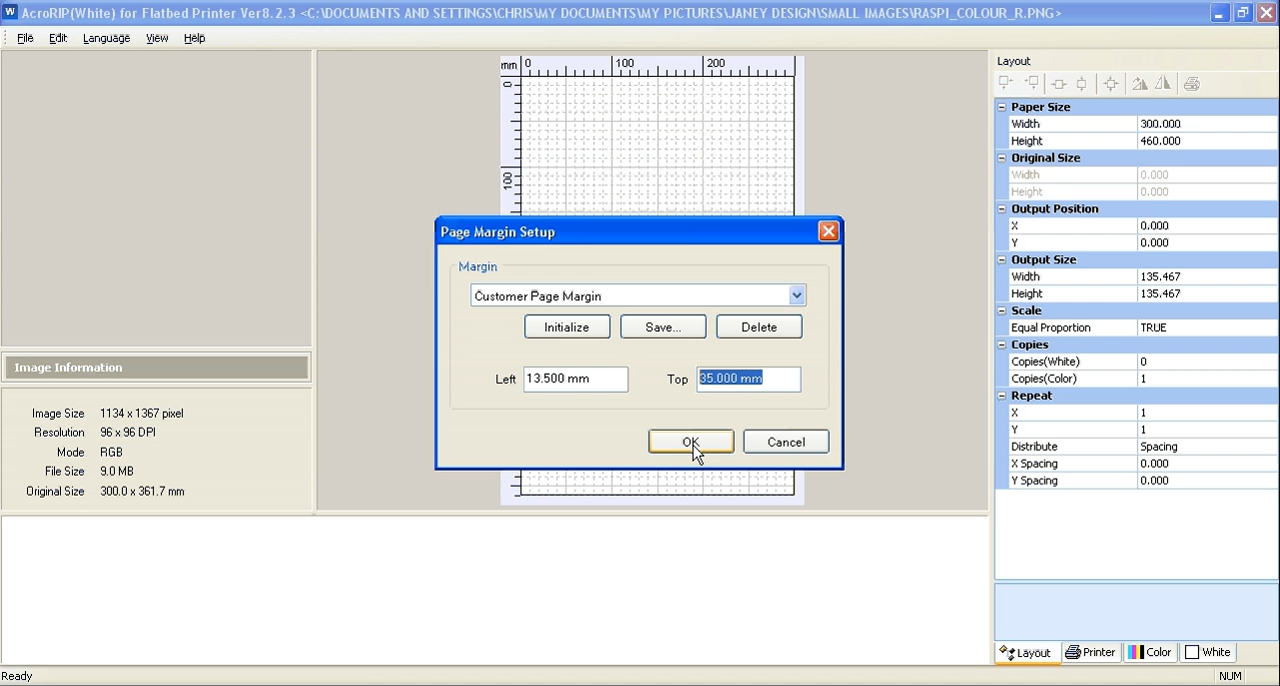 AcroRIP(White) for Flatbed Printer Ver8.2.3 <C:\DOCUMENTS AND SETTINGS\CHRIS\MY DOCUMENTS\MY PICTURES\JANEY DESIGN\SMALL IMAGES\RASPI_COLOUR_R.PNG>
File Edit Language View Help
Layout
mm 0 100 200
0
100
Paper Size
Width 300.000
Height 460.000
Original Size
Width 0.000
Height 0.000
Output Position
X 0.000
Y 0.000
Output Size
Width 135.467
Height 135.467
Scale
Equal Proportion TRUE
Copies
Copies(White) 0
Copies(Color) 1
Repeat
X 1
Y 1
Distribute Spacing
X Spacing 0.000
Y Spacing 0.000
Page Margin Setup
Margin
Customer Page Margin
Initialize Save... Delete
Left 13.500 mm Top 35.000 mm
OK Cancel
Image Information
Image Size 1134 x 1367 pixel
Resolution 96 x 96 DPI
Mode RGB
File Size 9.0 MB
Original Size 300.0 x 361.7 mm
Layout Printer Color White
Ready NUM